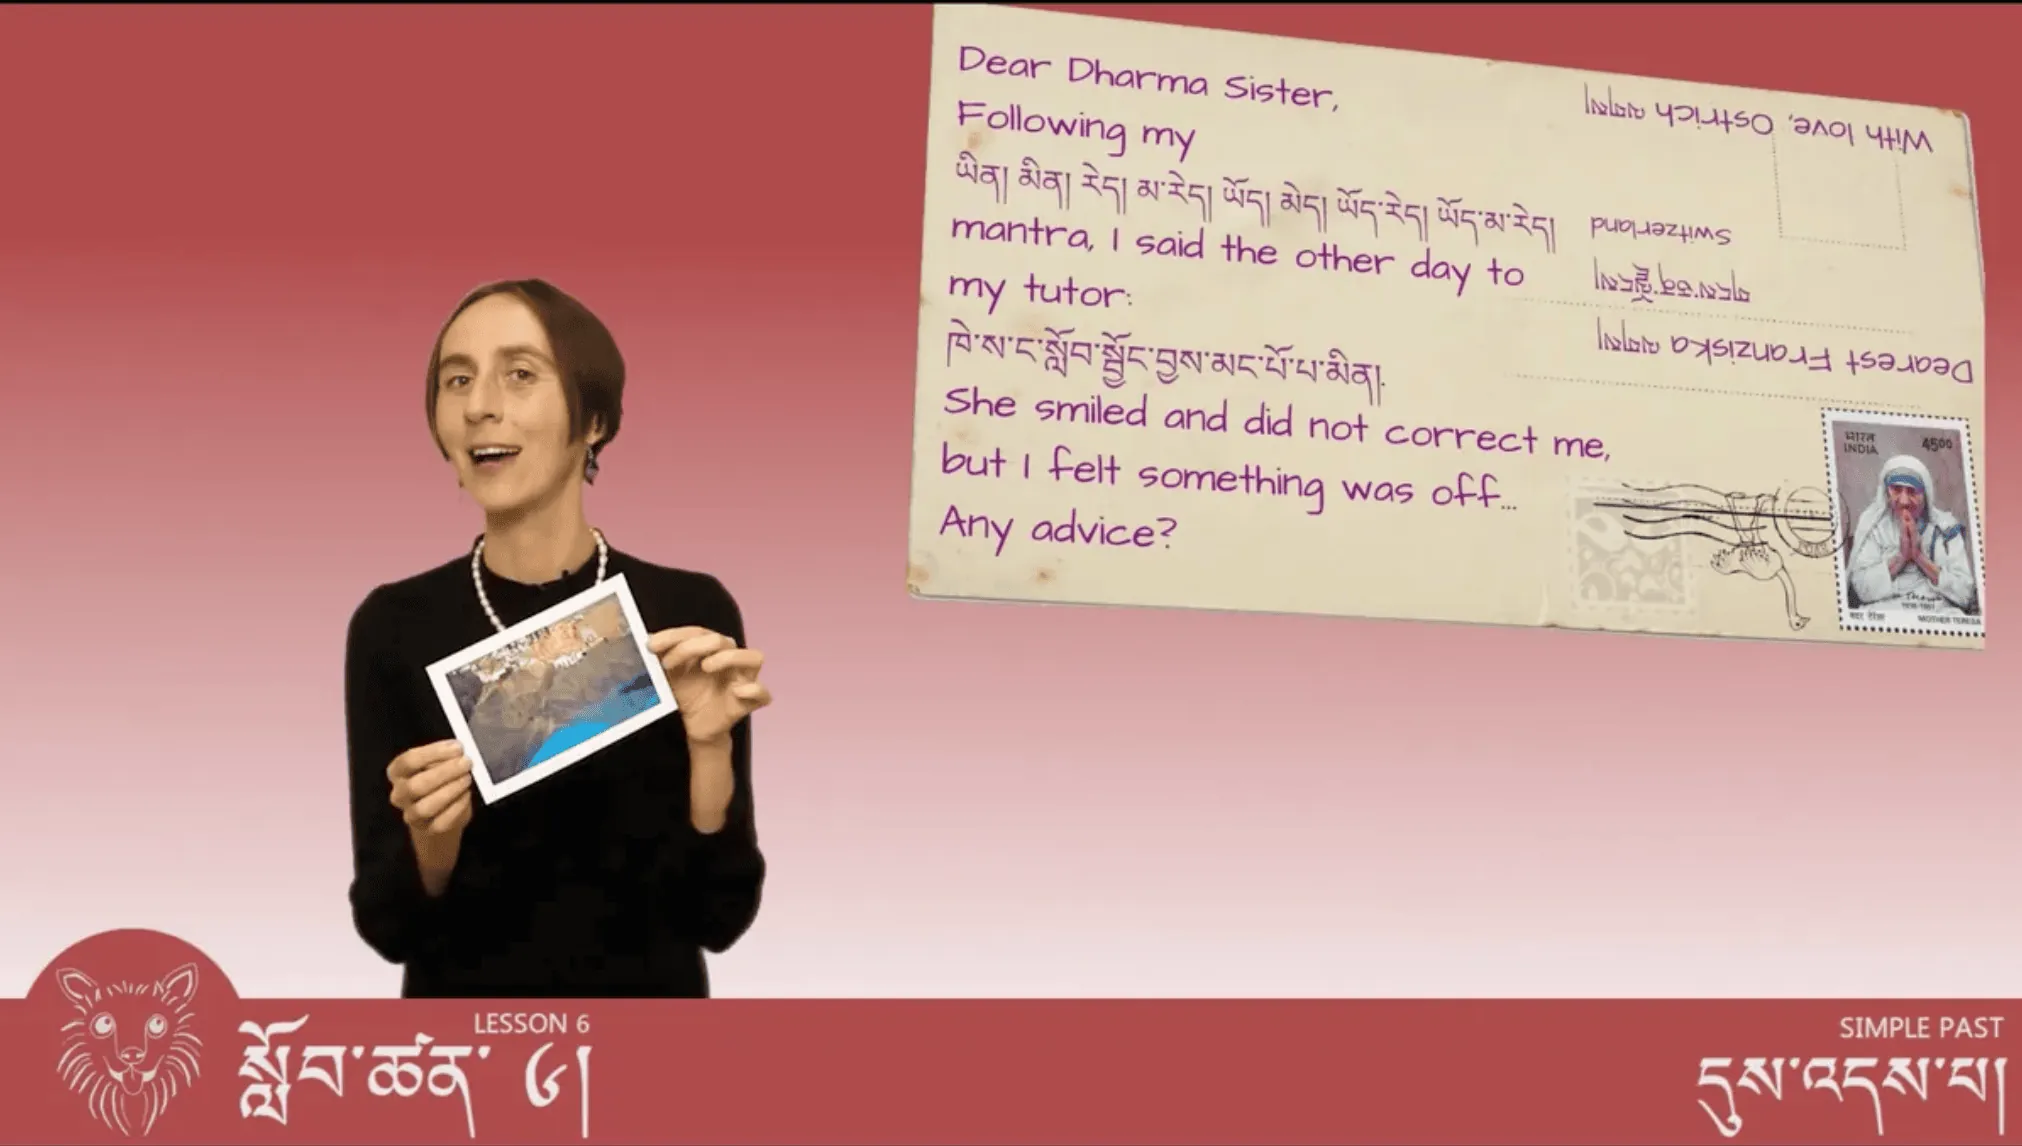 Dear Dharma Sister,
Following my
ཡིན། མིན། རེད། མ་རེད། ཡོད། མེད། ཡོད་རེད། ཡོད་མ་རེད།
mantra, I said the other day to
my tutor:
ཁེ་ས་ང་སློབ་སྦྱོང་བྱས་མང་པོ་པ་མིན།.
She smiled and did not correct me,
but I felt something was off...
Any advice?
Dearest Franziska ལགས།
Switzerland
With love, Ostrich ལགས།
भारत
INDIA
4500
मदर टेरेसा
MOTHER TERESA
LESSON 6
སློབ་ཚན་ ༦།
SIMPLE PAST
དུས་འདས་པ།